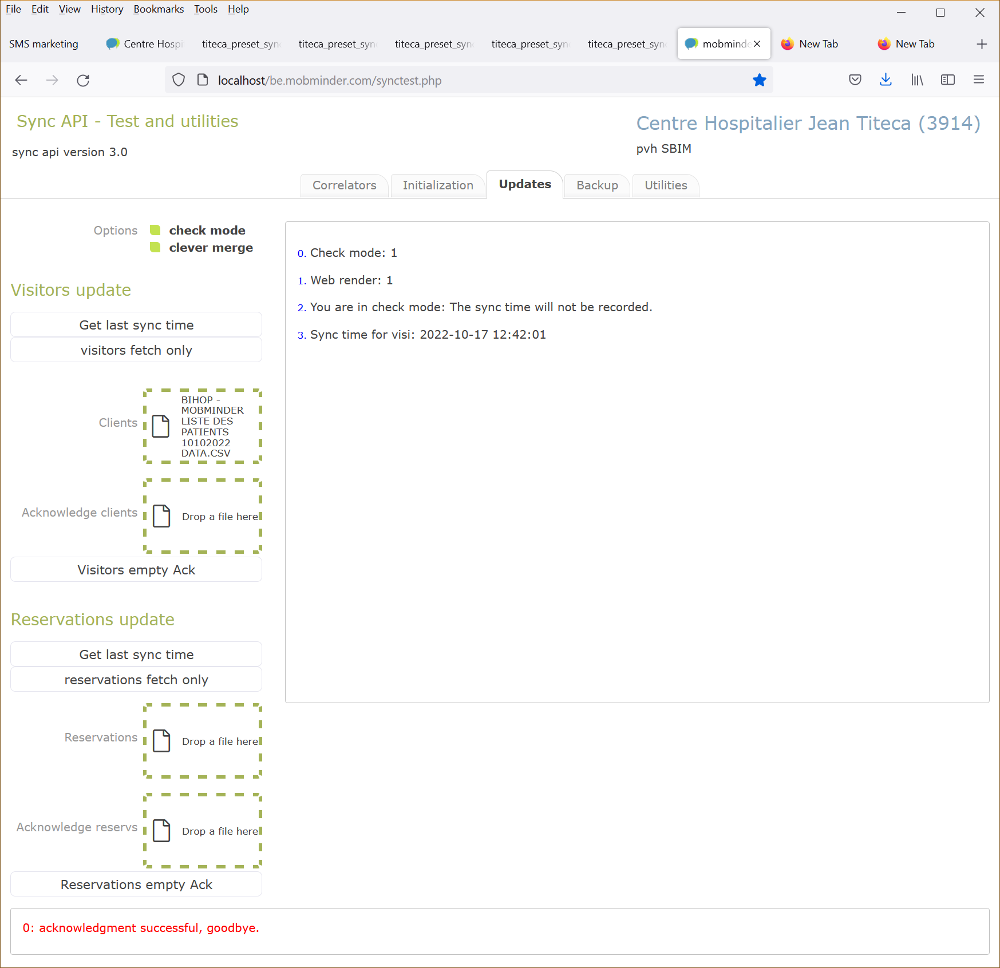 File Edit View History Bookmarks Tools Help
SMS marketing Centre Hospi titeca_preset_syn titeca_preset_syn titeca_preset_syn titeca_preset_syn titeca_preset_syn mobminde New Tab New Tab
localhost/be.mobminder.com/synctest.php
Sync API - Test and utilities
Centre Hospitalier Jean Titeca (3914)
sync api version 3.0
pvh SBIM
Correlators Initialization Updates Backup Utilities
Options check mode
clever merge
Visitors update
Get last sync time
visitors fetch only
Clients
BIHOP -
MOBMINDER
LISTE DES
PATIENTS
10102022
DATA.CSV
Acknowledge clients Drop a file here
Visitors empty Ack
Reservations update
Get last sync time
reservations fetch only
Reservations Drop a file here
Acknowledge reservs Drop a file here
Reservations empty Ack
0. Check mode: 1
1. Web render: 1
2. You are in check mode: The sync time will not be recorded.
3. Sync time for visi: 2022-10-17 12:42:01
0: acknowledgment successful, goodbye.